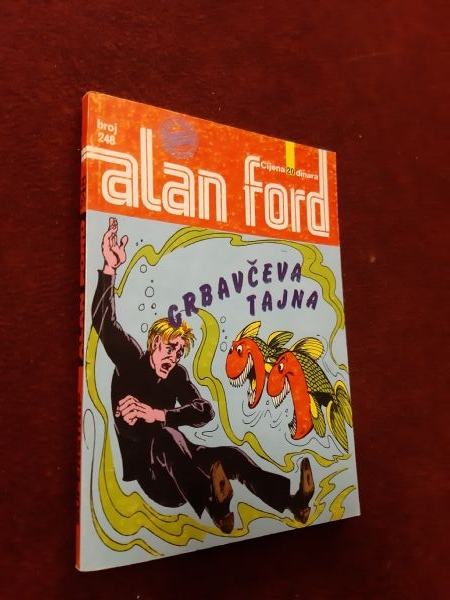 broj
248
Cijena 20 dinara
alan ford
GRBAVČEVA
TAJNA